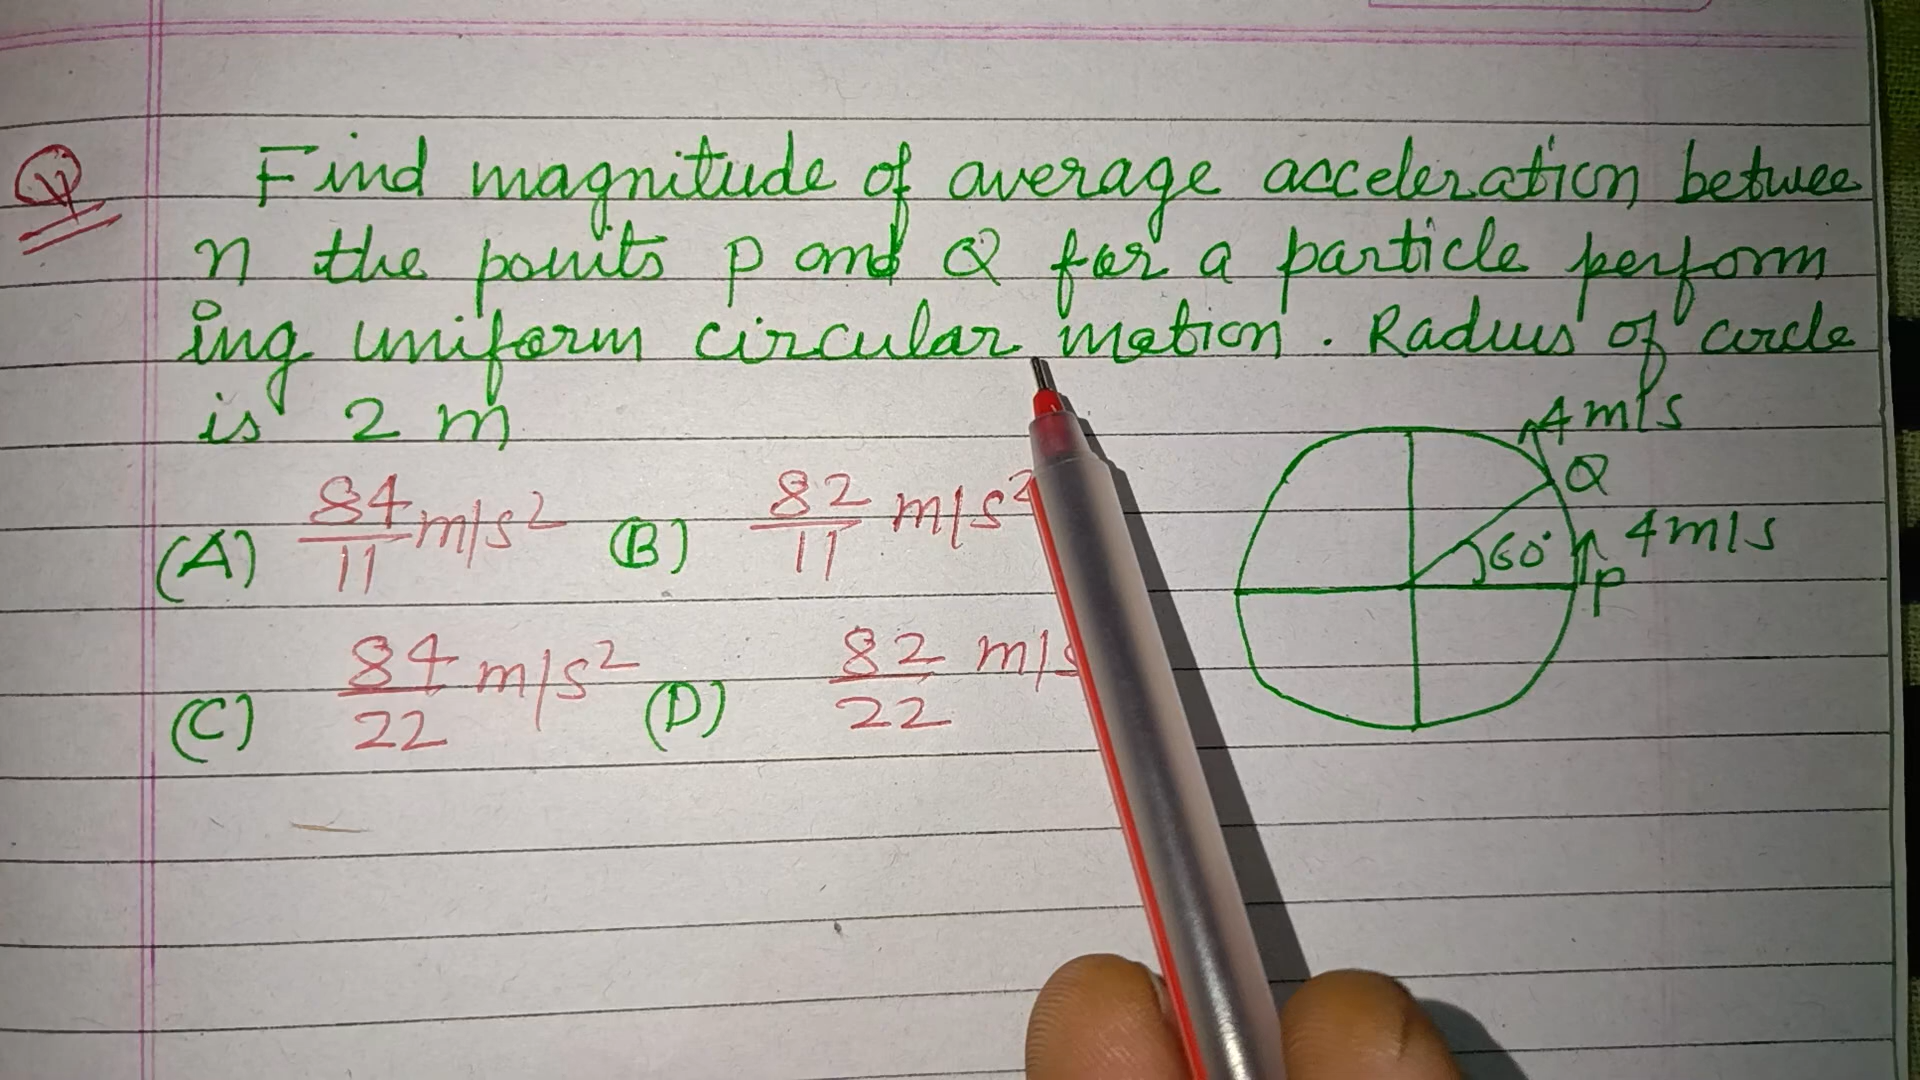 Q Find magnitude of average acceleration betwee
n the points P and Q for a particle perform
ing uniform circular motion. Radius of circle
is 2 m
(A) 84/11 m/s² (B) 82/11 m/s²
(C) 84/22 m/s² (D) 82/22 m/s
4 m/s
Q
60° 4 m/s
P